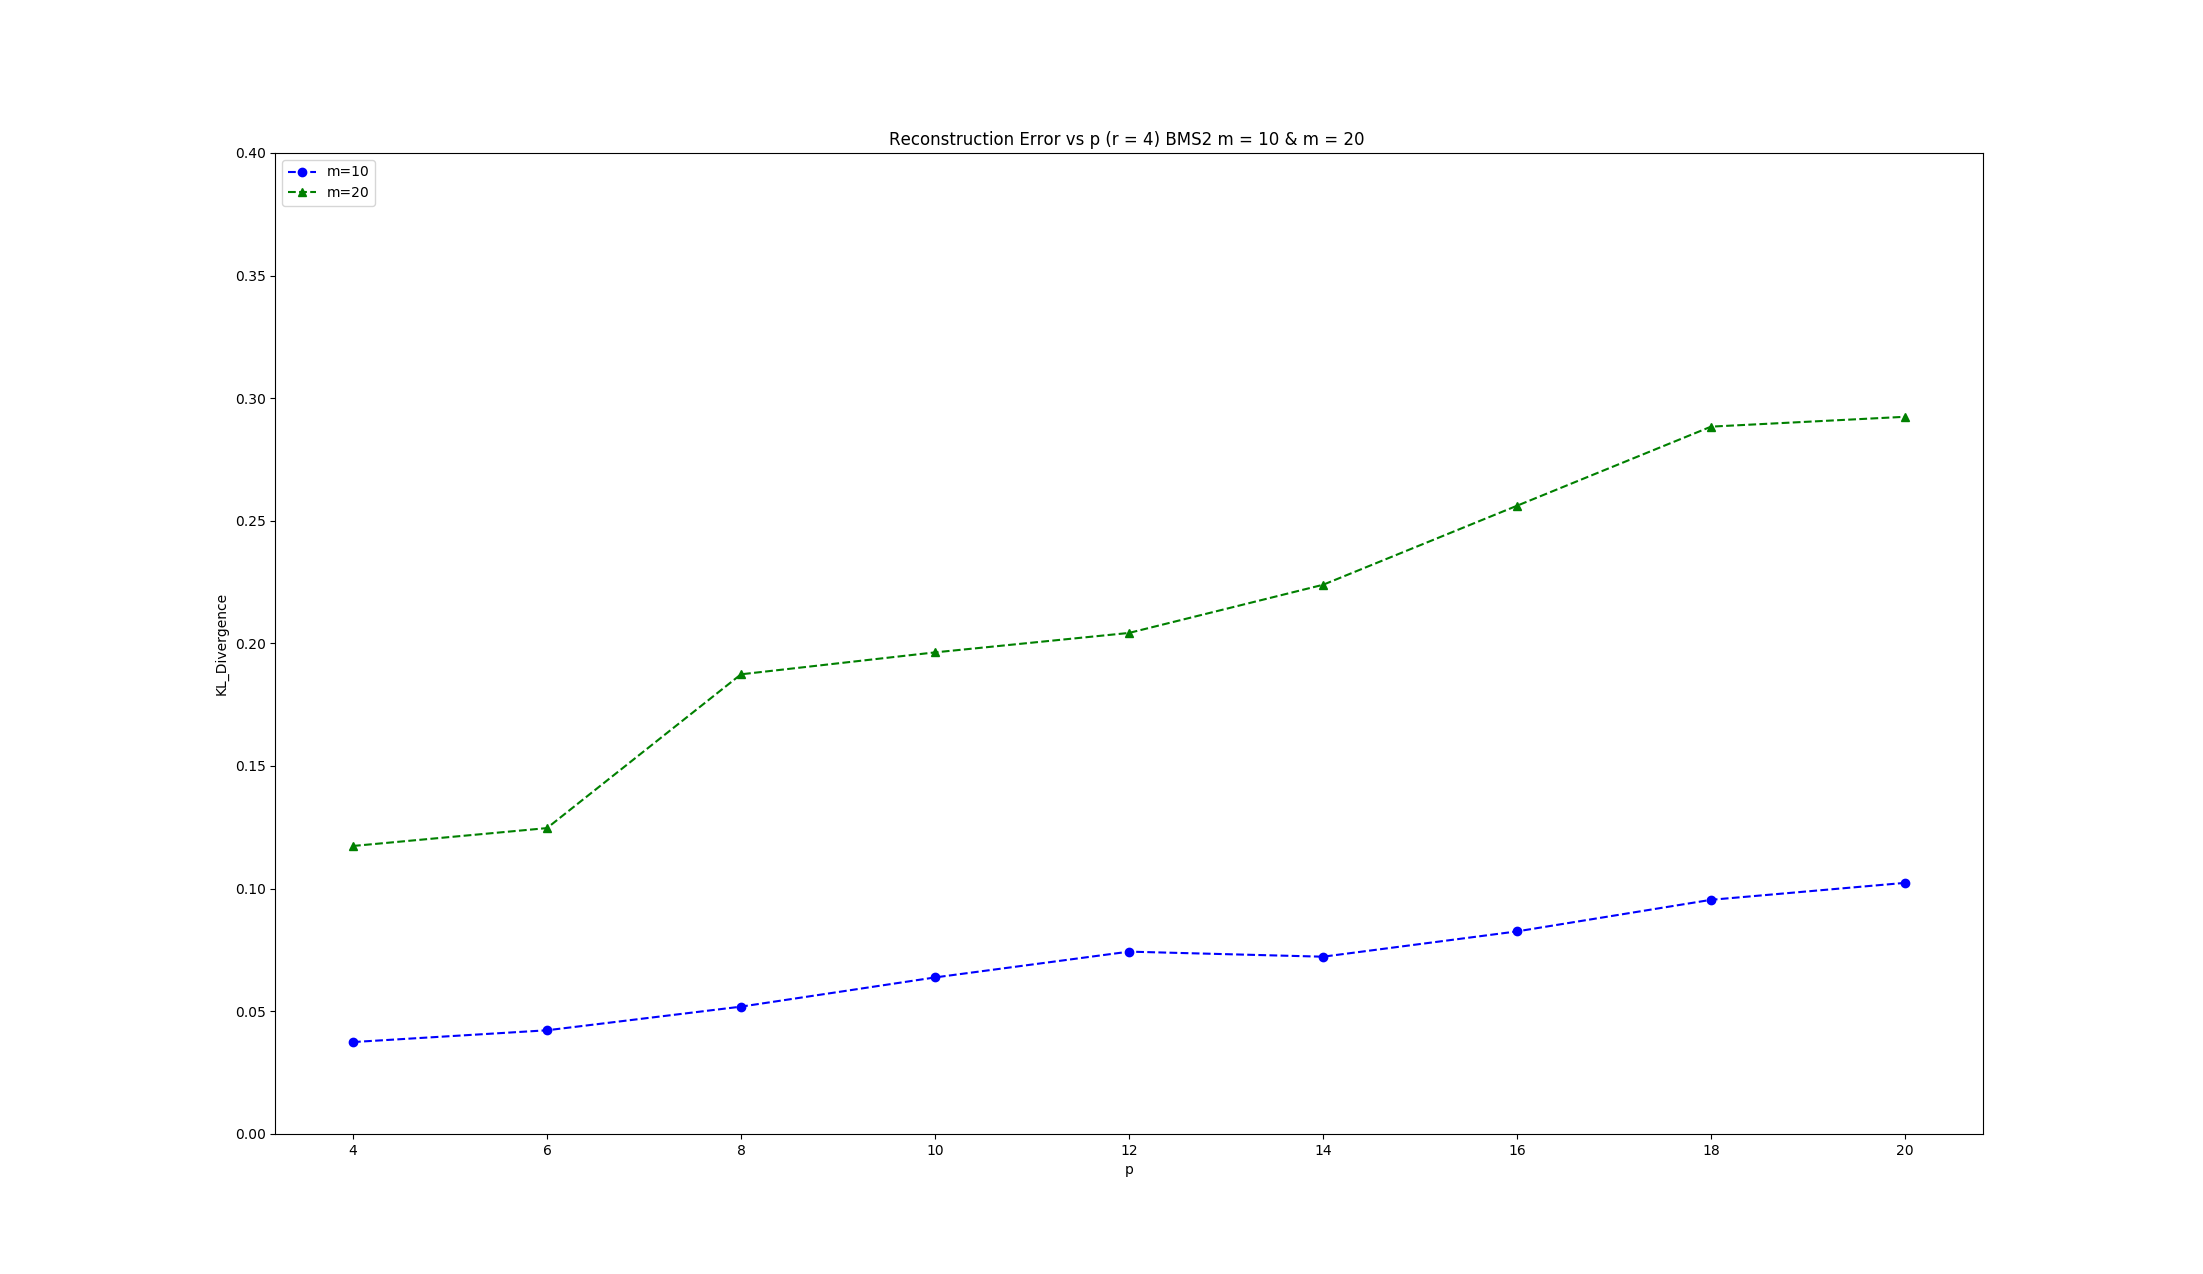 Reconstruction Error vs p (r = 4) BMS2 m = 10 & m = 20
0.40
m=10
m=20
0.35
0.30
0.25
0.20
KL_Divergence
0.15
0.10
0.05
0.00
4 6 8 10 12 14 16 18 20
p